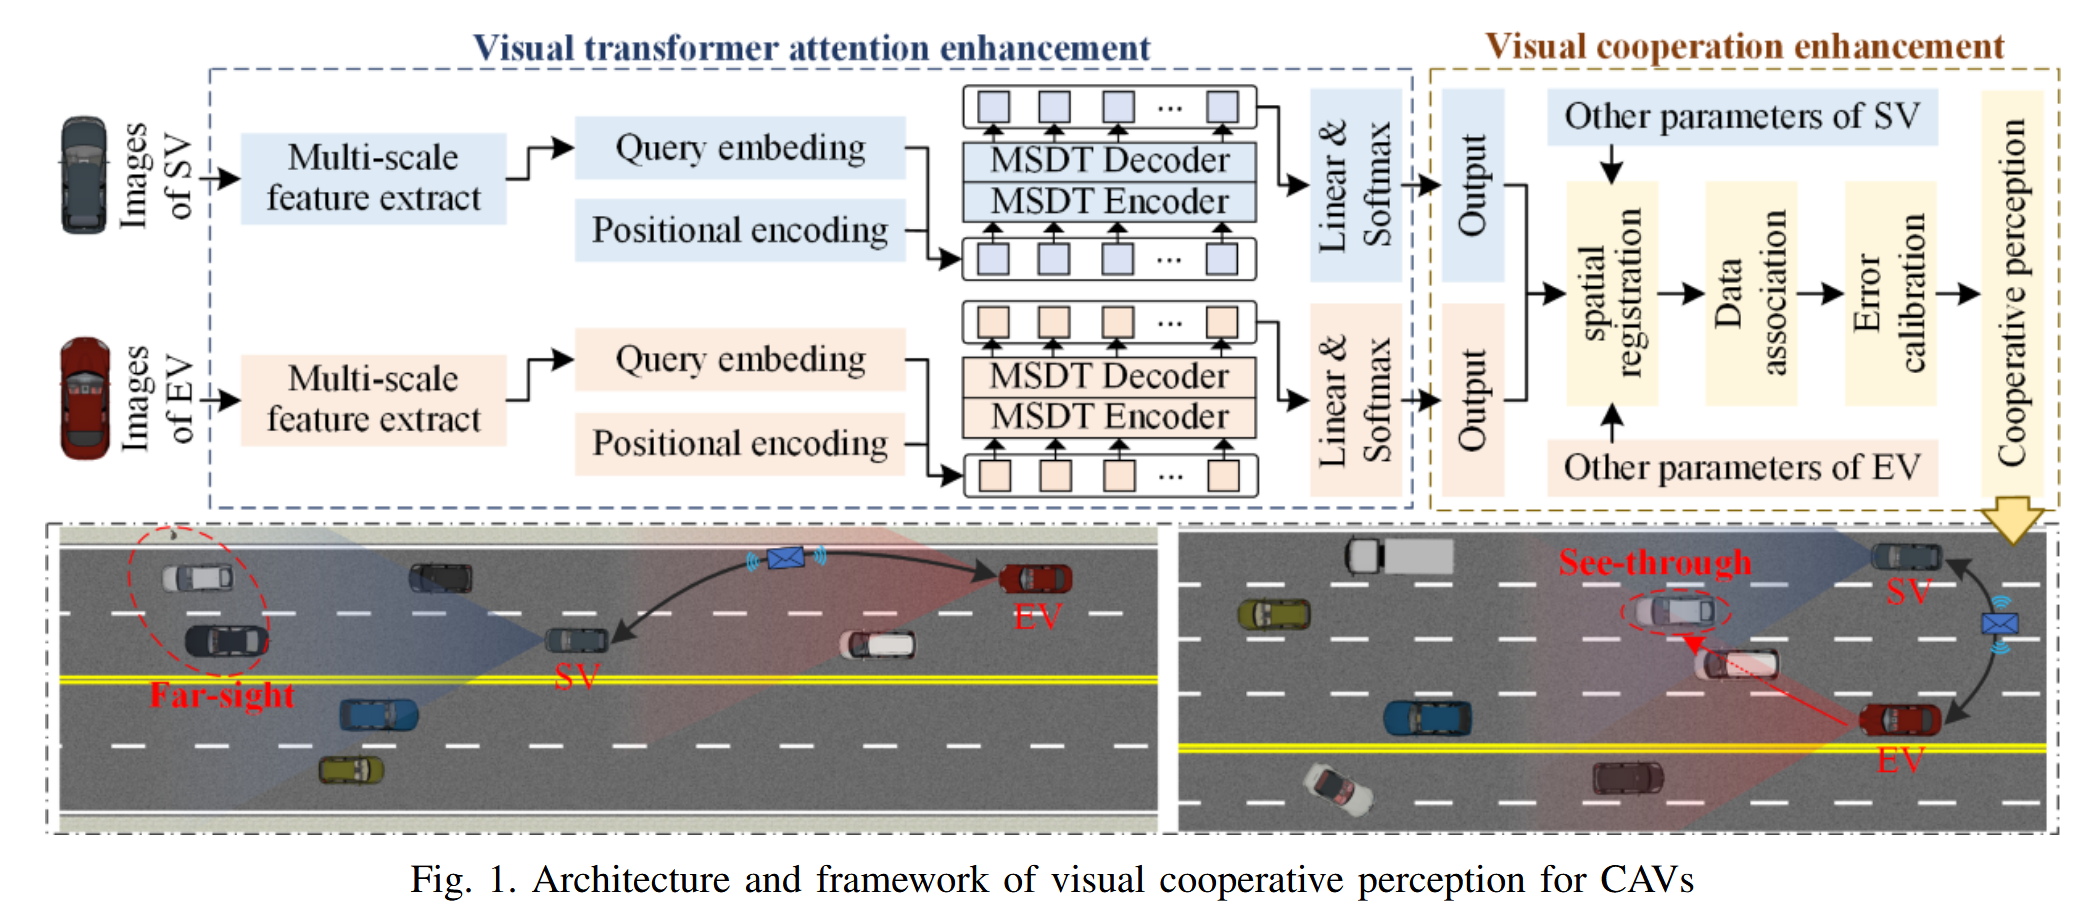 Visual transformer attention enhancement
Visual cooperation enhancement
Images
of SV
Multi-scale
feature extract
Query embeding
Positional encoding
...
MSDT Decoder
MSDT Encoder
...
Linear &
Softmax
Output
Other parameters of SV
Images
of EV
Multi-scale
feature extract
Query embeding
Positional encoding
...
MSDT Decoder
MSDT Encoder
...
Linear &
Softmax
Output
Other parameters of EV
spatial
registration
Data
association
Error
calibration
Cooperative perception
Far-sight
SV
EV
See-through
SV
EV
Fig. 1. Architecture and framework of visual cooperative perception for CAVs